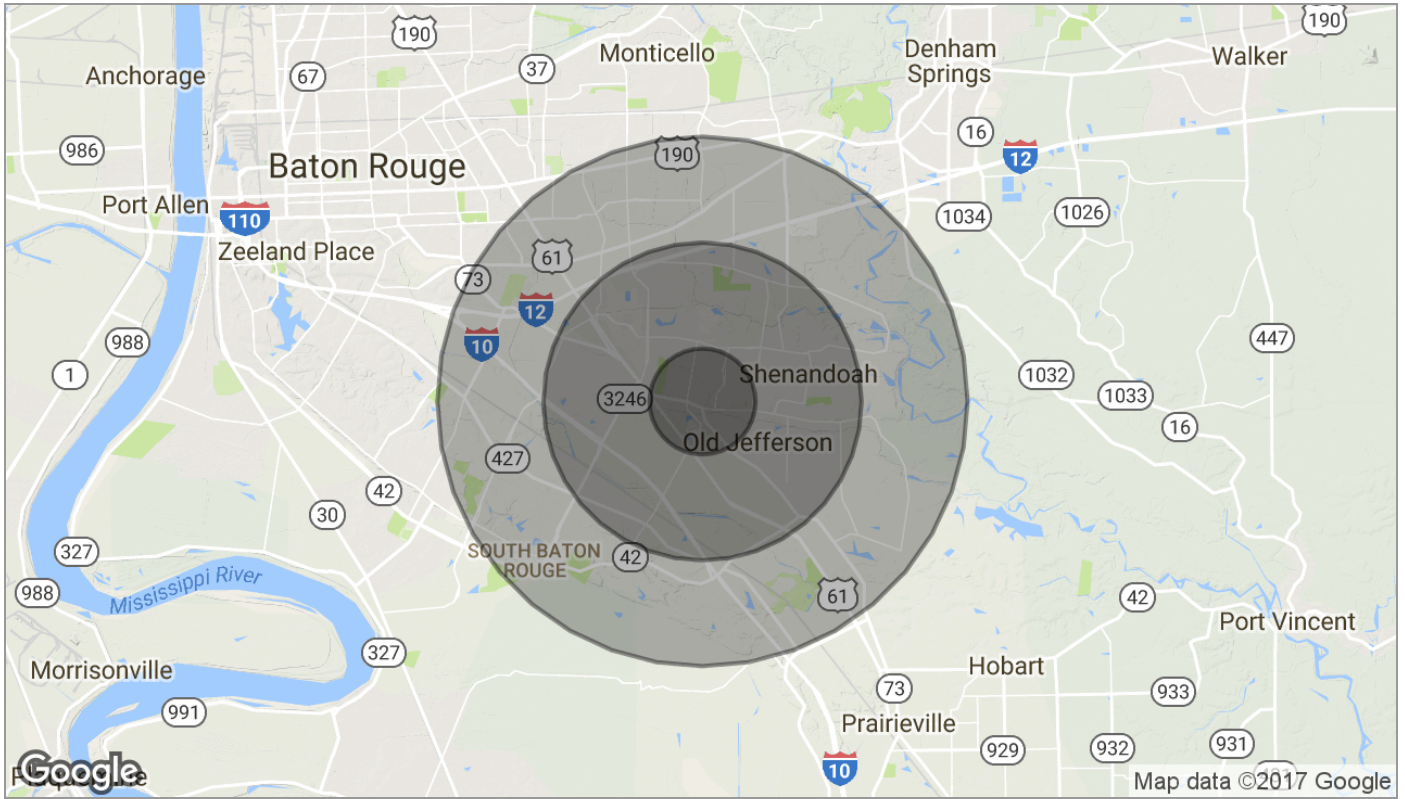 190
190
Monticello
Denham
Springs
Walker
Anchorage
67
37
16
986
190
12
Baton Rouge
Port Allen
110
1034
1026
Zeeland Place
61
73
12
10
988
447
1
Shenandoah
1032
3246
1033
16
Old Jefferson
427
42
30
327
SOUTH BATON
ROUGE
42
988
Mississippi River
61
42
Port Vincent
327
Morrisonville
Hobart
73
933
991
Prairieville
929
932
931
10
Google
Map data ©2017 Google